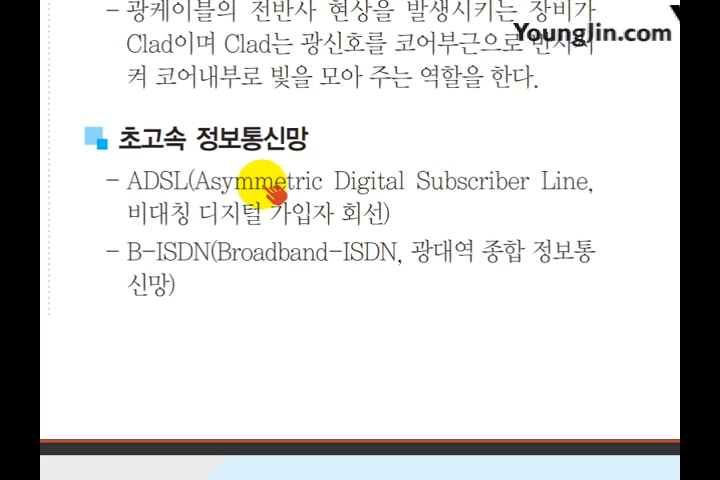 - 광케이블의 전반사 현상을 발생시키는 장비가
YoungJin.com
Clad이며 Clad는 광신호를 코어부근으로
켜 코어내부로 빛을 모아 주는 역할을 한다.
초고속 정보통신망
- ADSL(Asymmetric Digital Subscriber Line,
비대칭 디지털 가입자 회선)
- B-ISDN(Broadband-ISDN, 광대역 종합 정보통
신망)